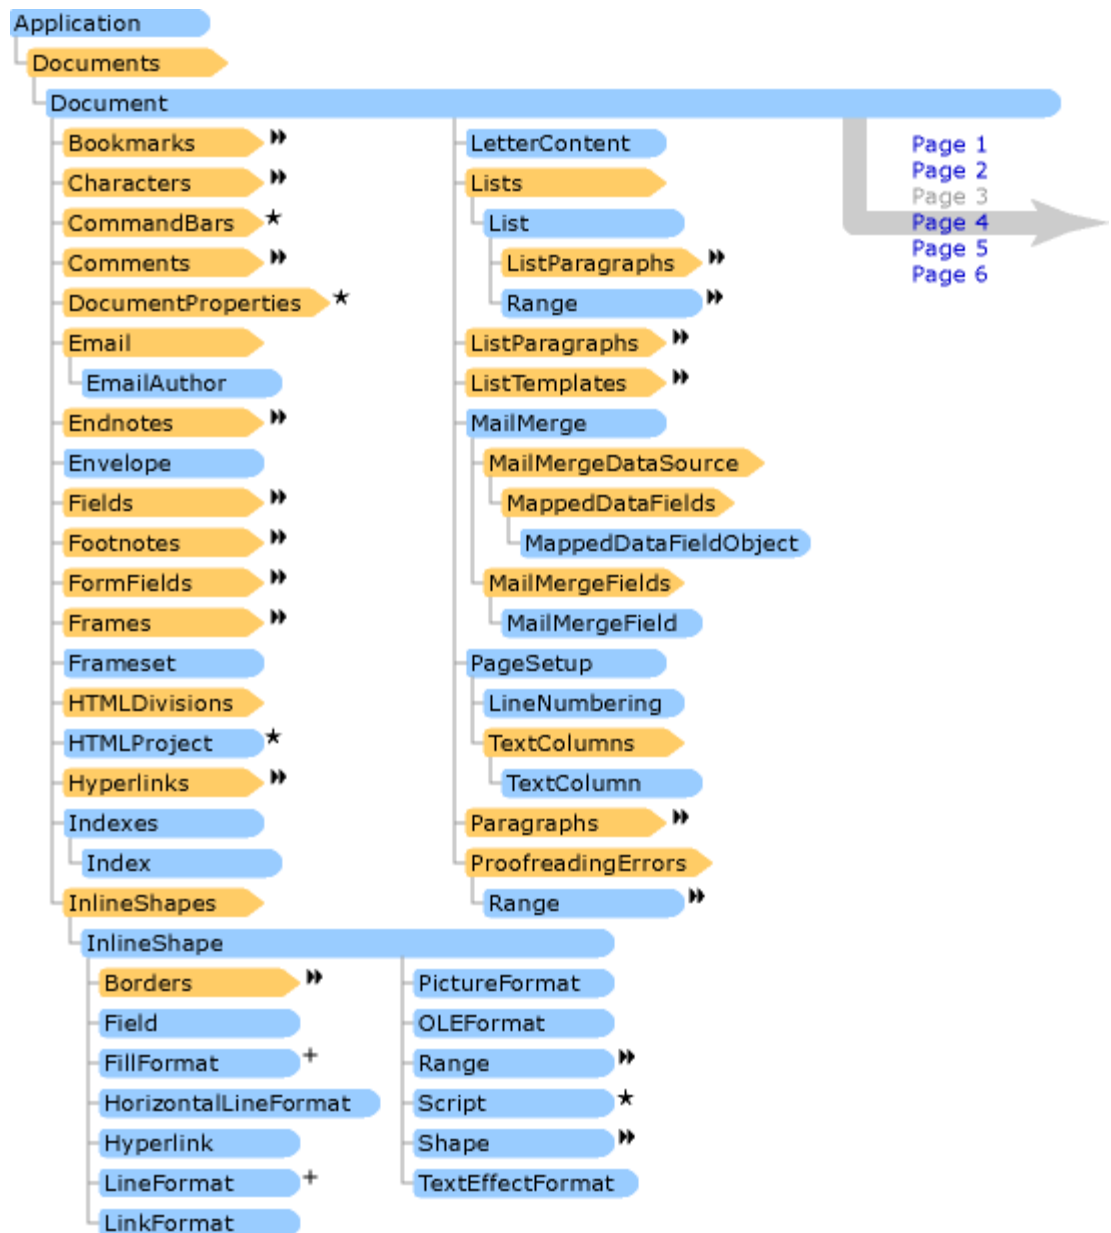 Application
Documents
Document
Bookmarks
Characters
CommandBars
Comments
DocumentProperties
Email
EmailAuthor
Endnotes
Envelope
Fields
Footnotes
FormFields
Frames
Frameset
HTMLDivisions
HTMLProject
Hyperlinks
Indexes
Index
InlineShapes
InlineShape
Borders
Field
FillFormat
HorizontalLineFormat
Hyperlink
LineFormat
LinkFormat
PictureFormat
OLEFormat
Range
Script
Shape
TextEffectFormat
LetterContent
Lists
List
ListParagraphs
Range
ListParagraphs
ListTemplates
MailMerge
MailMergeDataSource
MappedDataFields
MappedDataFieldObject
MailMergeFields
MailMergeField
PageSetup
LineNumbering
TextColumns
TextColumn
Paragraphs
ProofreadingErrors
Range
Page 1
Page 2
Page 3
Page 4
Page 5
Page 6